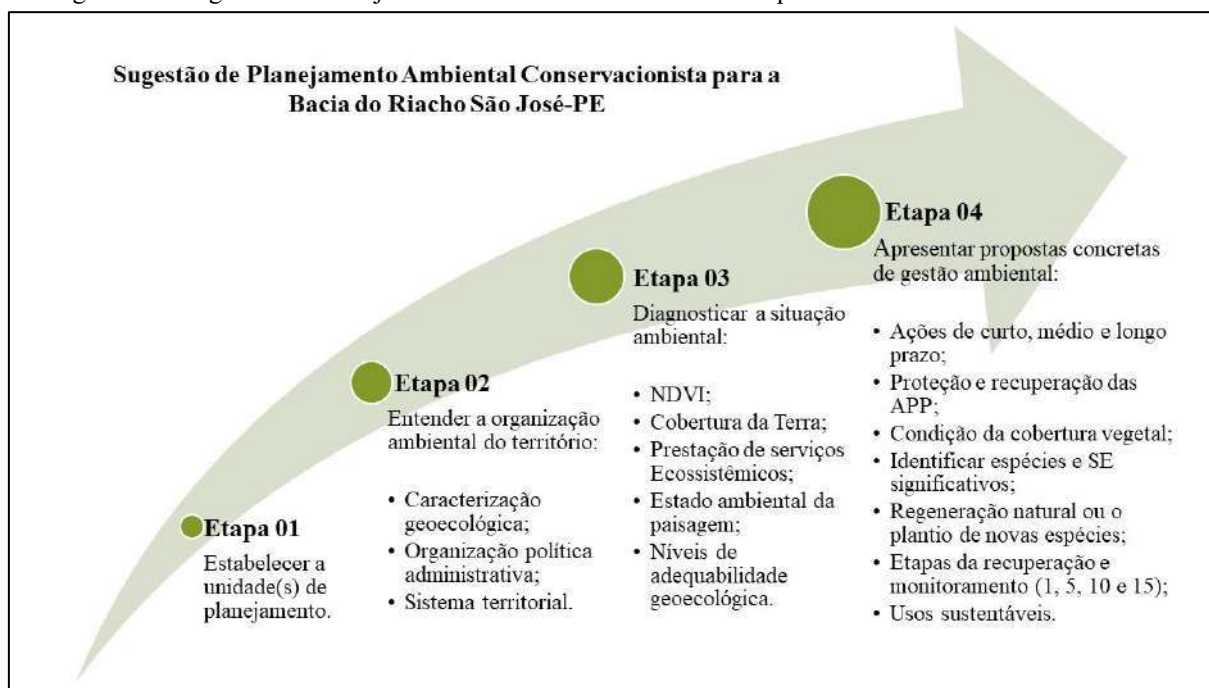 Sugestão de Planejamento Ambiental Conservacionista para a
Bacia do Riacho São José-PE
Etapa 01
Estabelecer a
unidade(s) de
planejamento.
Etapa 02
Entender a organização
ambiental do território:
• Caracterização
geoecológica;
• Organização política
administrativa;
• Sistema territorial.
Etapa 03
Diagnosticar a situação
ambiental:
• NDVI;
• Cobertura da Terra;
• Prestação de serviços
Ecossistêmicos;
• Estado ambiental da
paisagem;
• Níveis de
adequabilidade
geoecológica.
Etapa 04
Apresentar propostas concretas
de gestão ambiental:
• Ações de curto, médio e longo
prazo;
• Proteção e recuperação das
APP;
• Condição da cobertura vegetal;
• Identificar espécies e SE
significativos;
• Regeneração natural ou o
plantio de novas espécies;
• Etapas da recuperação e
monitoramento (1, 5, 10 e 15);
• Usos sustentáveis.